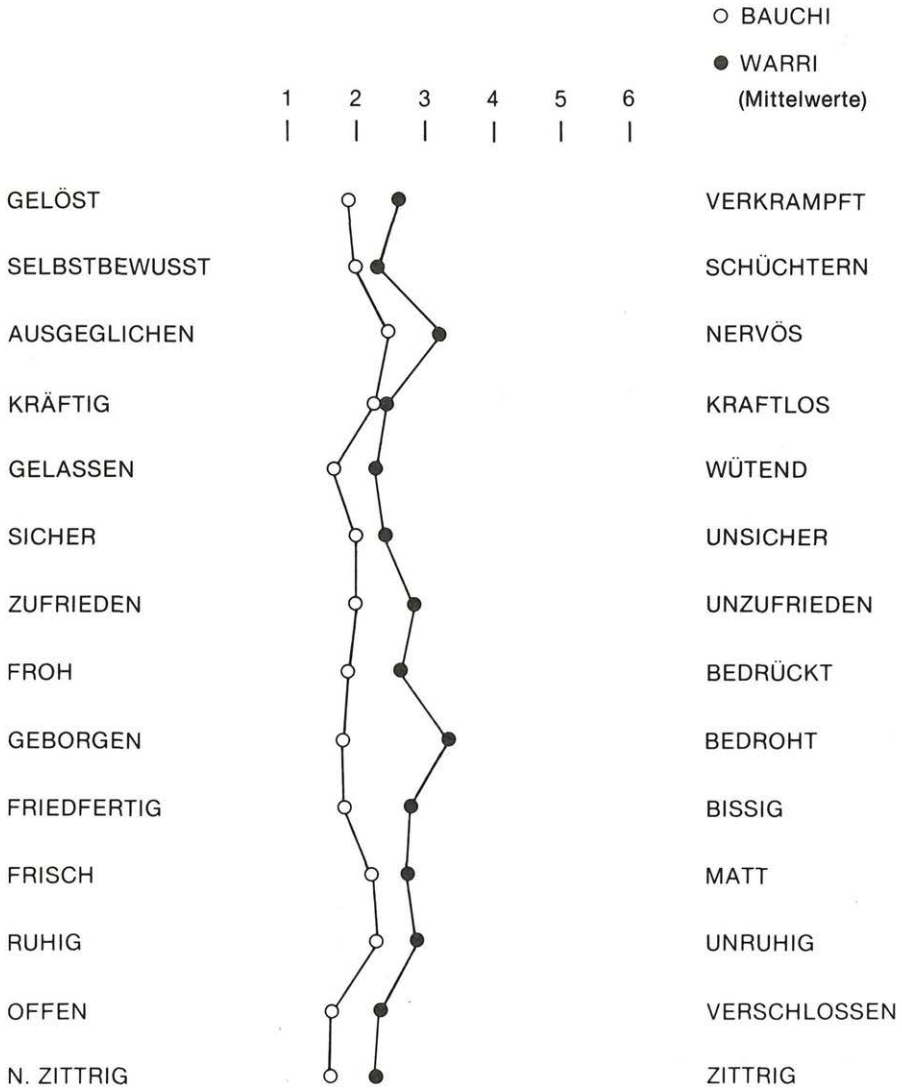 BAUCHI
WARRI
(Mittelwerte)
1 2 3 4 5 6
GELÖST VERKRAMPFT
SELBSTBEWUSST SCHÜCHTERN
AUSGEGLICHEN NERVÖS
KRÄFTIG KRAFTLOS
GELASSEN WÜTEND
SICHER UNSICHER
ZUFRIEDEN UNZUFRIEDEN
FROH BEDRÜCKT
GEBORGEN BEDROHT
FRIEDFERTIG BISSIG
FRISCH MATT
RUHIG UNRUHIG
OFFEN VERSCHLOSSEN
N. ZITTRIG ZITTRIG